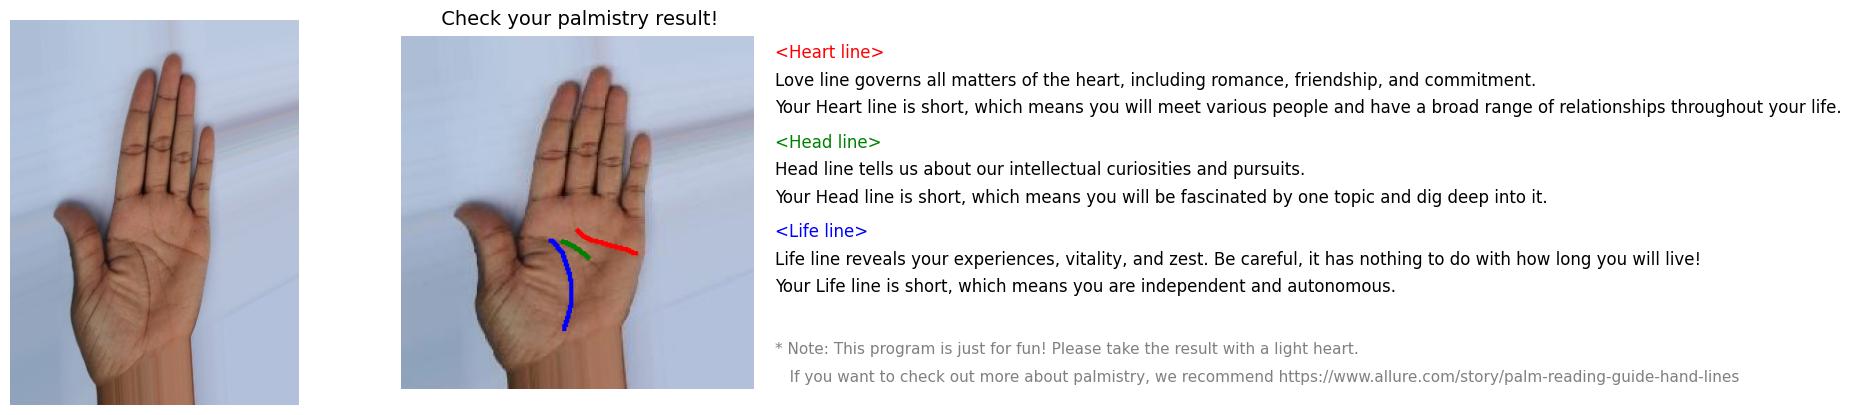 Check your palmistry result!
<Heart line>
Love line governs all matters of the heart, including romance, friendship, and commitment.
Your Heart line is short, which means you will meet various people and have a broad range of relationships throughout your life.
<Head line>
Head line tells us about our intellectual curiosities and pursuits.
Your Head line is short, which means you will be fascinated by one topic and dig deep into it.
<Life line>
Life line reveals your experiences, vitality, and zest. Be careful, it has nothing to do with how long you will live!
Your Life line is short, which means you are independent and autonomous.
* Note: This program is just for fun! Please take the result with a light heart.
If you want to check out more about palmistry, we recommend https://www.allure.com/story/palm-reading-guide-hand-lines